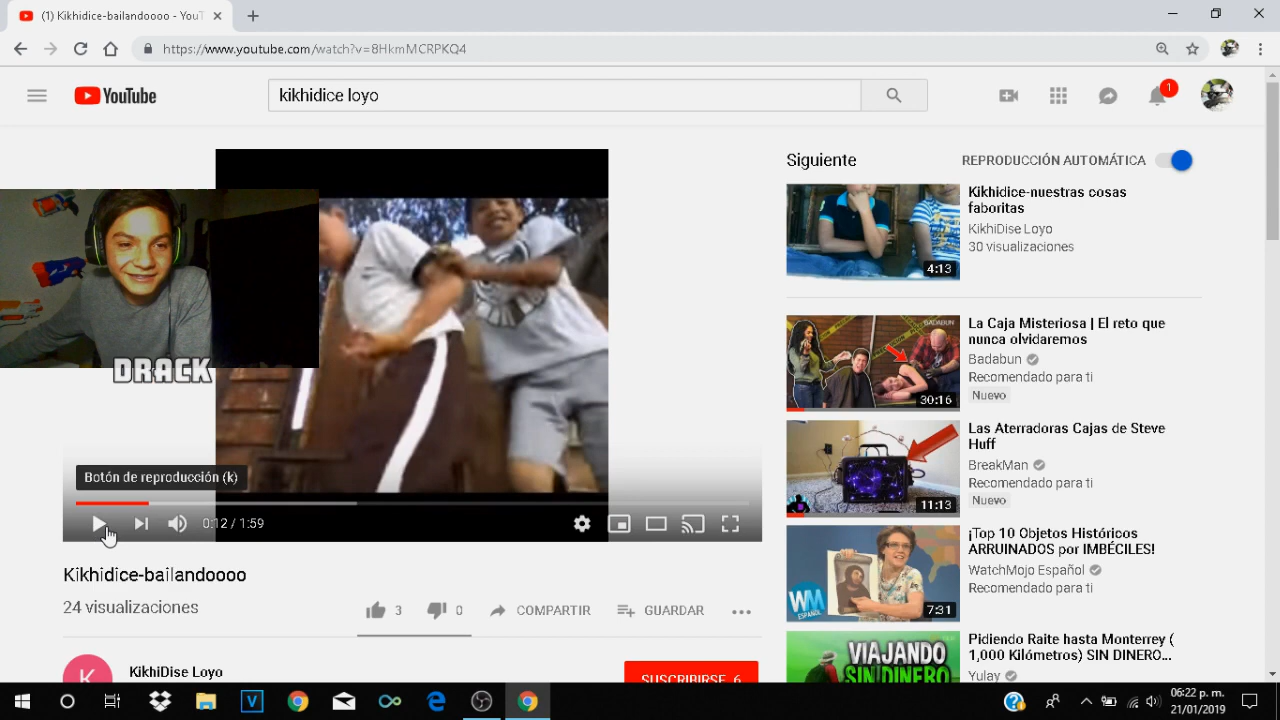 (1) Kikhidice-bailandoooo - YouT
https://www.youtube.com/watch?v=8HkmMCRPKQ4
YouTube
kikhidice loyo
1
Siguiente
REPRODUCCIÓN AUTOMÁTICA
Kikhidice-nuestras cosas
faboritas
KikhiDise Loyo
30 visualizaciones
4:13
La Caja Misteriosa | El reto que
nunca olvidaremos
Badabun
Recomendado para ti
Nuevo
BADABUN
30:16
Las Aterradoras Cajas de Steve
Huff
BreakMan
Recomendado para ti
Nuevo
11:13
¡Top 10 Objetos Históricos
ARRUINADOS por IMBÉCILES!
WatchMojo Español
Recomendado para ti
WM
ESPAÑOL
7:31
Pidiendo Raite hasta Monterrey (
1,000 Kilómetros) SIN DINERO...
Yulay
VIAJANDO
SIN DINERO
DRACK
Botón de reproducción (k)
0:12 / 1:59
Kikhidice-bailandoooo
24 visualizaciones
3
0
COMPARTIR
GUARDAR
K
KikhiDise Loyo
SUSCRIBIRSE 6
06:22 p. m.
21/01/2019